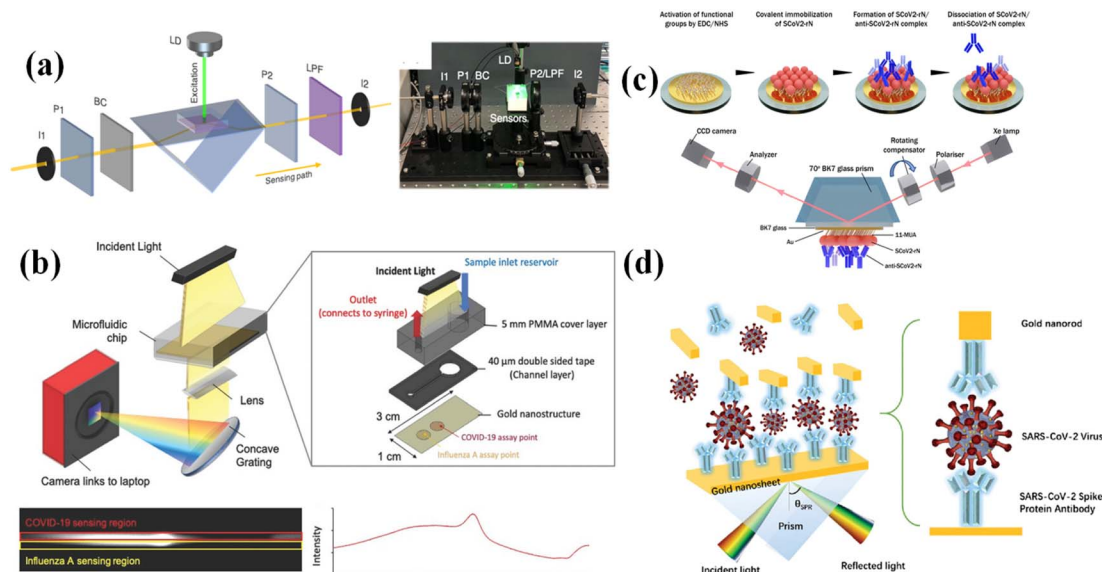 (a)
LD
Excitation
I1
P1
BC
P2
LPF
I2
Sensing path
LD
I1 P1 BC
P2/LPF I2
Sensors
(b)
Incident Light
Microfluidic
chip
Lens
Concave
Grating
Camera links to laptop
Incident Light
Sample inlet reservoir
Outlet
(connects to syringe)
5 mm PMMA cover layer
40 μm double sided tape
(Channel layer)
3 cm
Gold nanostructure
COVID-19 assay point
Influenza A assay point
1 cm
COVID-19 sensing region
Influenza A sensing region
Intensity
(c)
Activation of functional
groups by EDC/NHS
Covalent immobilization
of SCoV2-rN
Formation of SCoV2-rN/
anti-SCoV2-rN complex
Dissociation of SCoV2-rN/
anti-SCoV2-rN complex
CCD camera
Analyzer
70° BK7 glass prism
Rotating
compensator
Polariser
Xe lamp
BK7 glass
Au
11-MUA
SCoV2-rN
anti-SCoV2-rN
(d)
Gold nanosheet
θSPR
Prism
Incident light
Reflected light
Gold nanorod
SARS-CoV-2 Virus
SARS-CoV-2 Spike
Protein Antibody